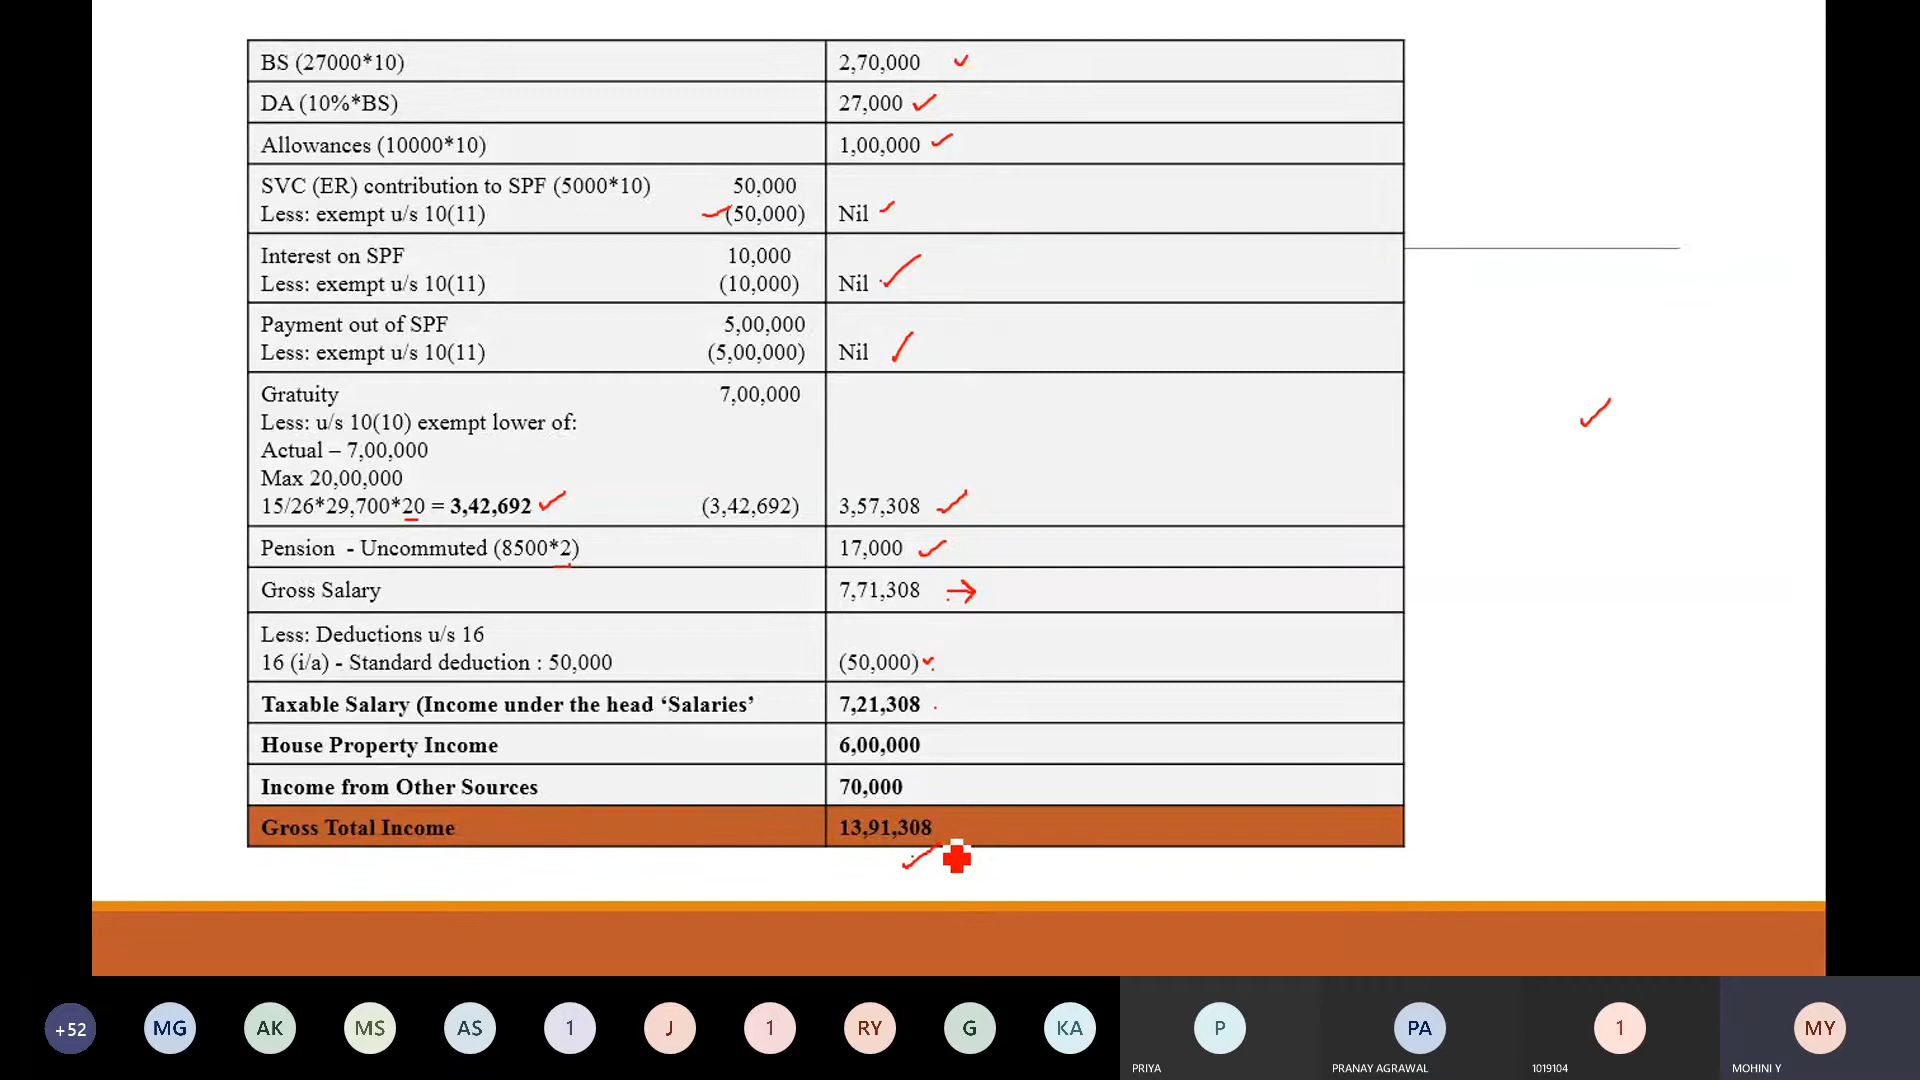 BS (27000*10) 2,70,000
DA (10%*BS) 27,000
Allowances (10000*10) 1,00,000
SVC (ER) contribution to SPF (5000*10) 50,000
Less: exempt u/s 10(11) (50,000) Nil
Interest on SPF 10,000
Less: exempt u/s 10(11) (10,000) Nil
Payment out of SPF 5,00,000
Less: exempt u/s 10(11) (5,00,000) Nil
Gratuity 7,00,000
Less: u/s 10(10) exempt lower of:
Actual – 7,00,000
Max 20,00,000
15/26*29,700*20 = 3,42,692 (3,42,692) 3,57,308
Pension - Uncommuted (8500*2) 17,000
Gross Salary 7,71,308
Less: Deductions u/s 16
16 (i/a) - Standard deduction : 50,000 (50,000)
Taxable Salary (Income under the head ‘Salaries’ 7,21,308
House Property Income 6,00,000
Income from Other Sources 70,000
Gross Total Income 13,91,308
+52 MG AK MS AS 1 J 1 RY G KA P PA 1 MY
PRIYA PRANAY AGRAWAL 1019104 MOHINI Y